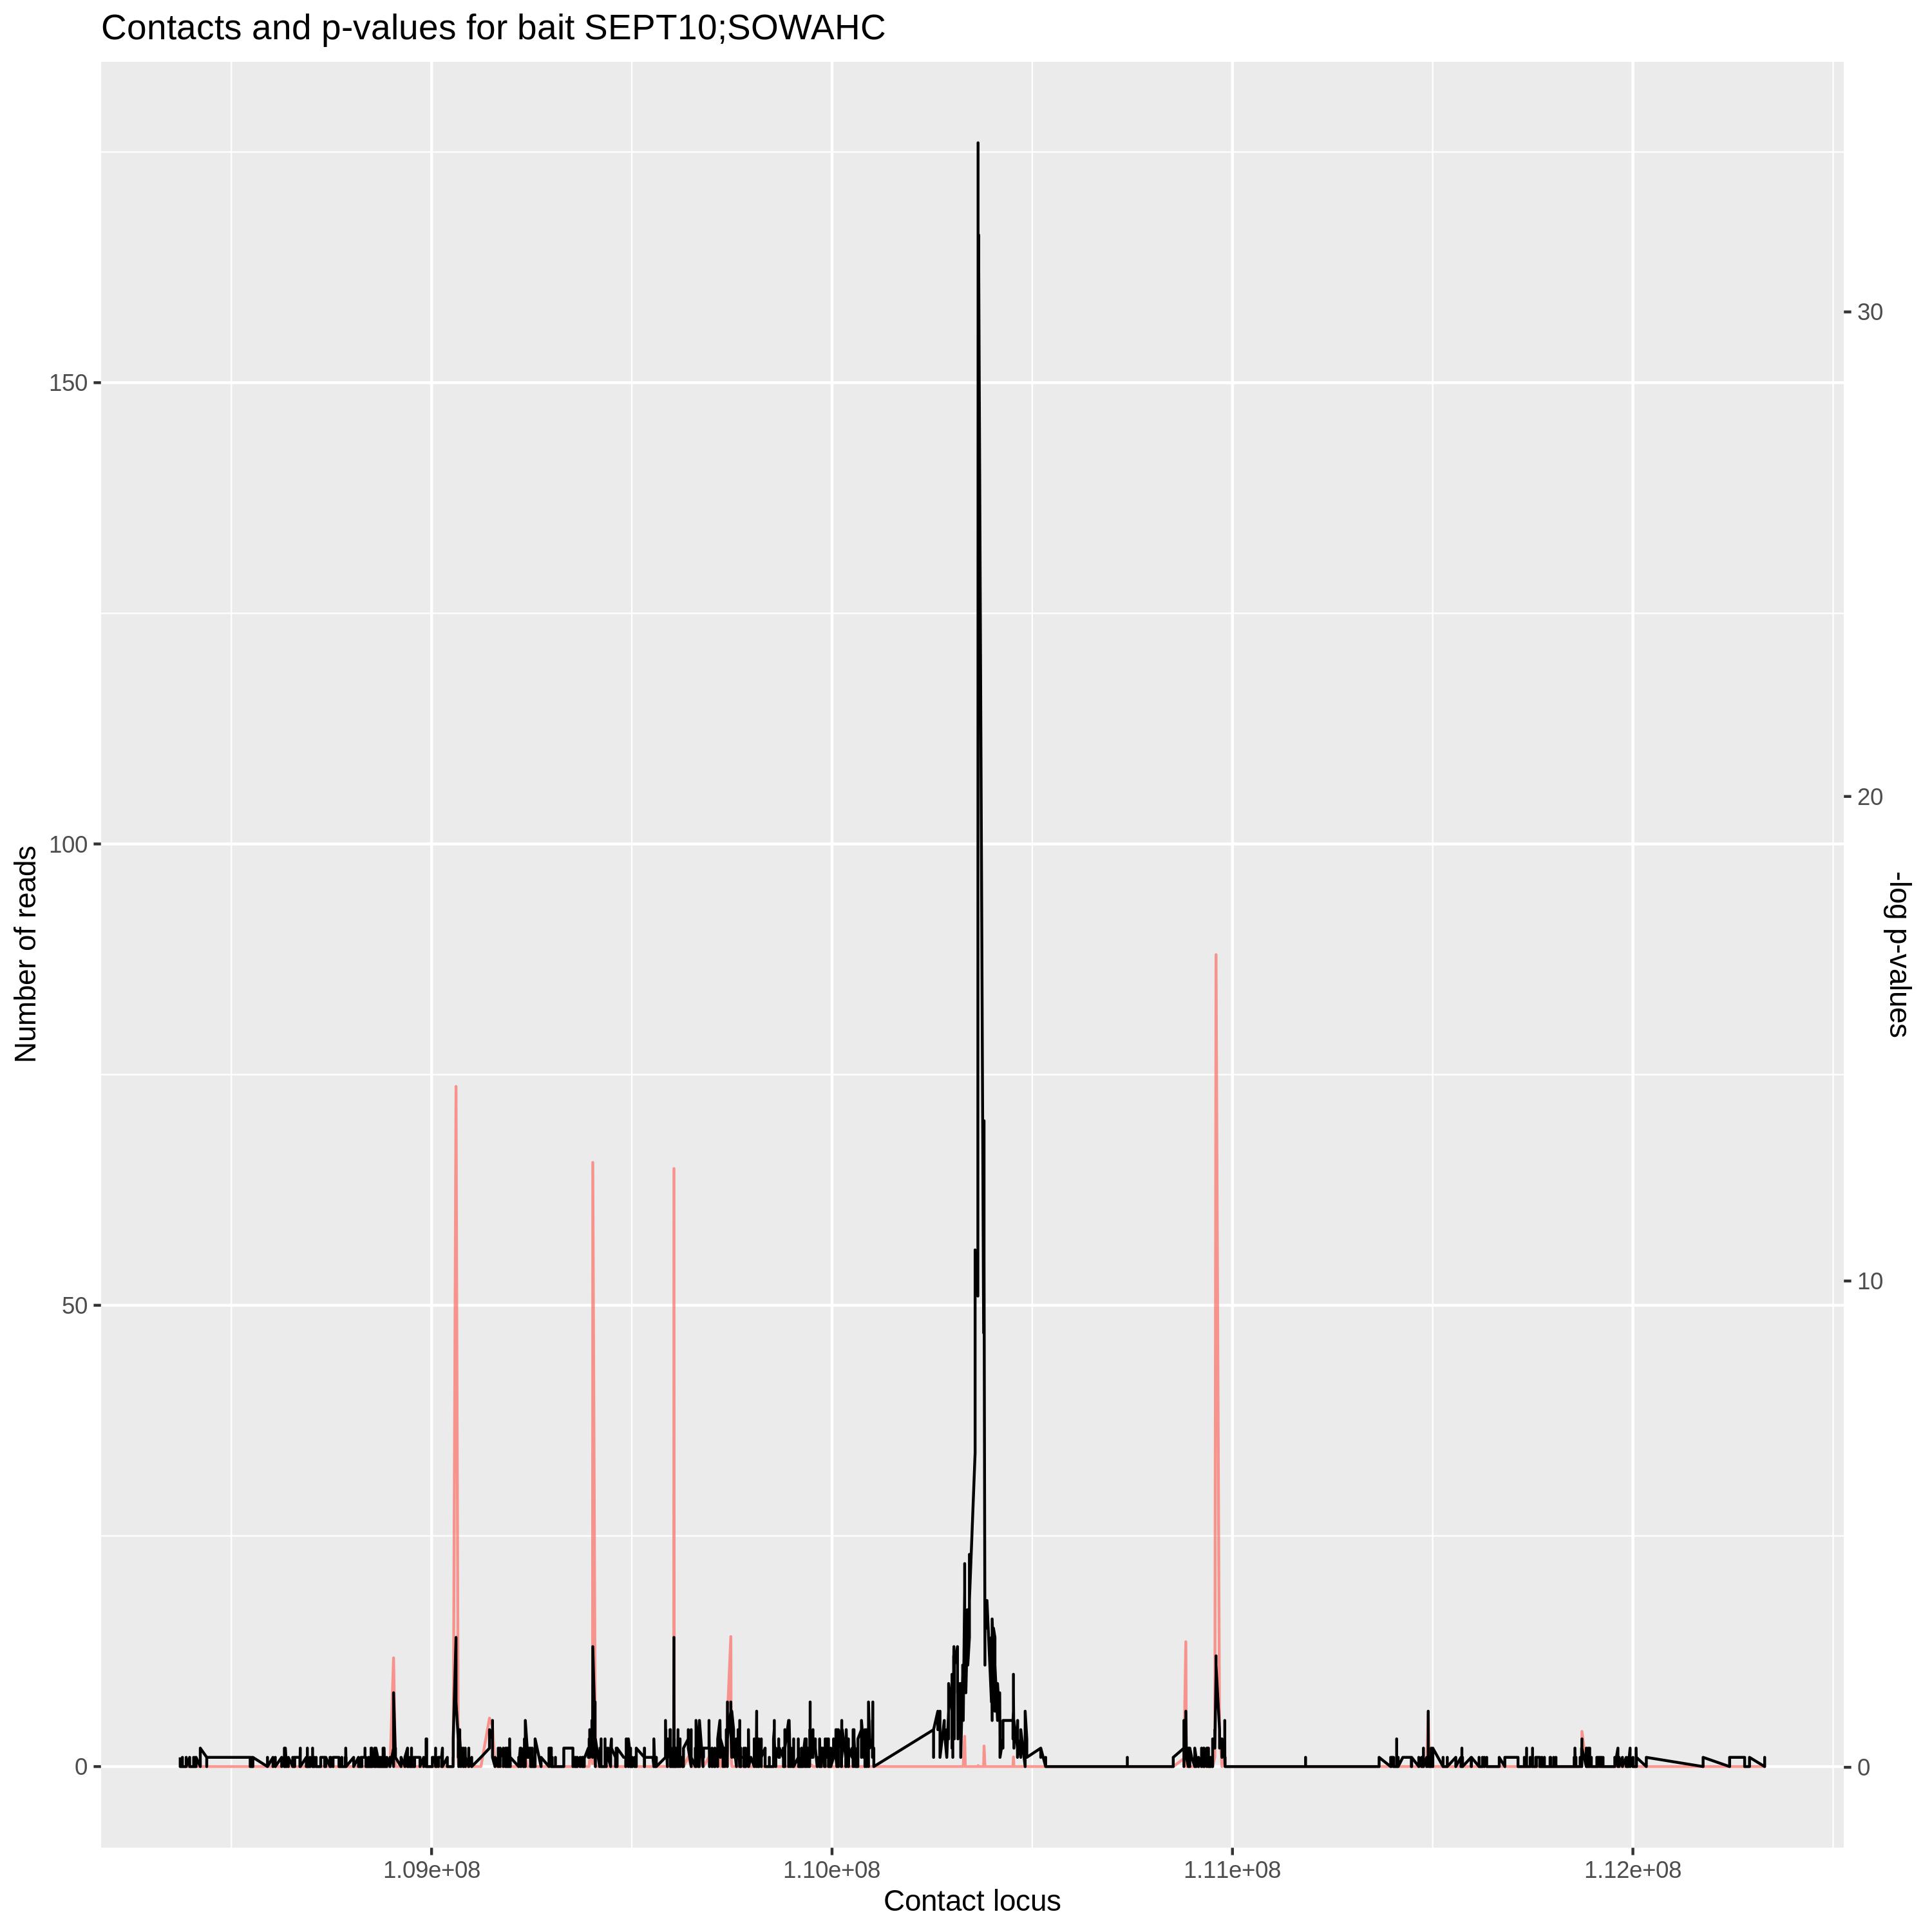 Contacts and p-values for bait SEPT10;SOWAHC
Number of reads
150
100
50
0
30
20
10
0
-log p-values
1.09e+08 1.10e+08 1.11e+08 1.12e+08
Contact locus